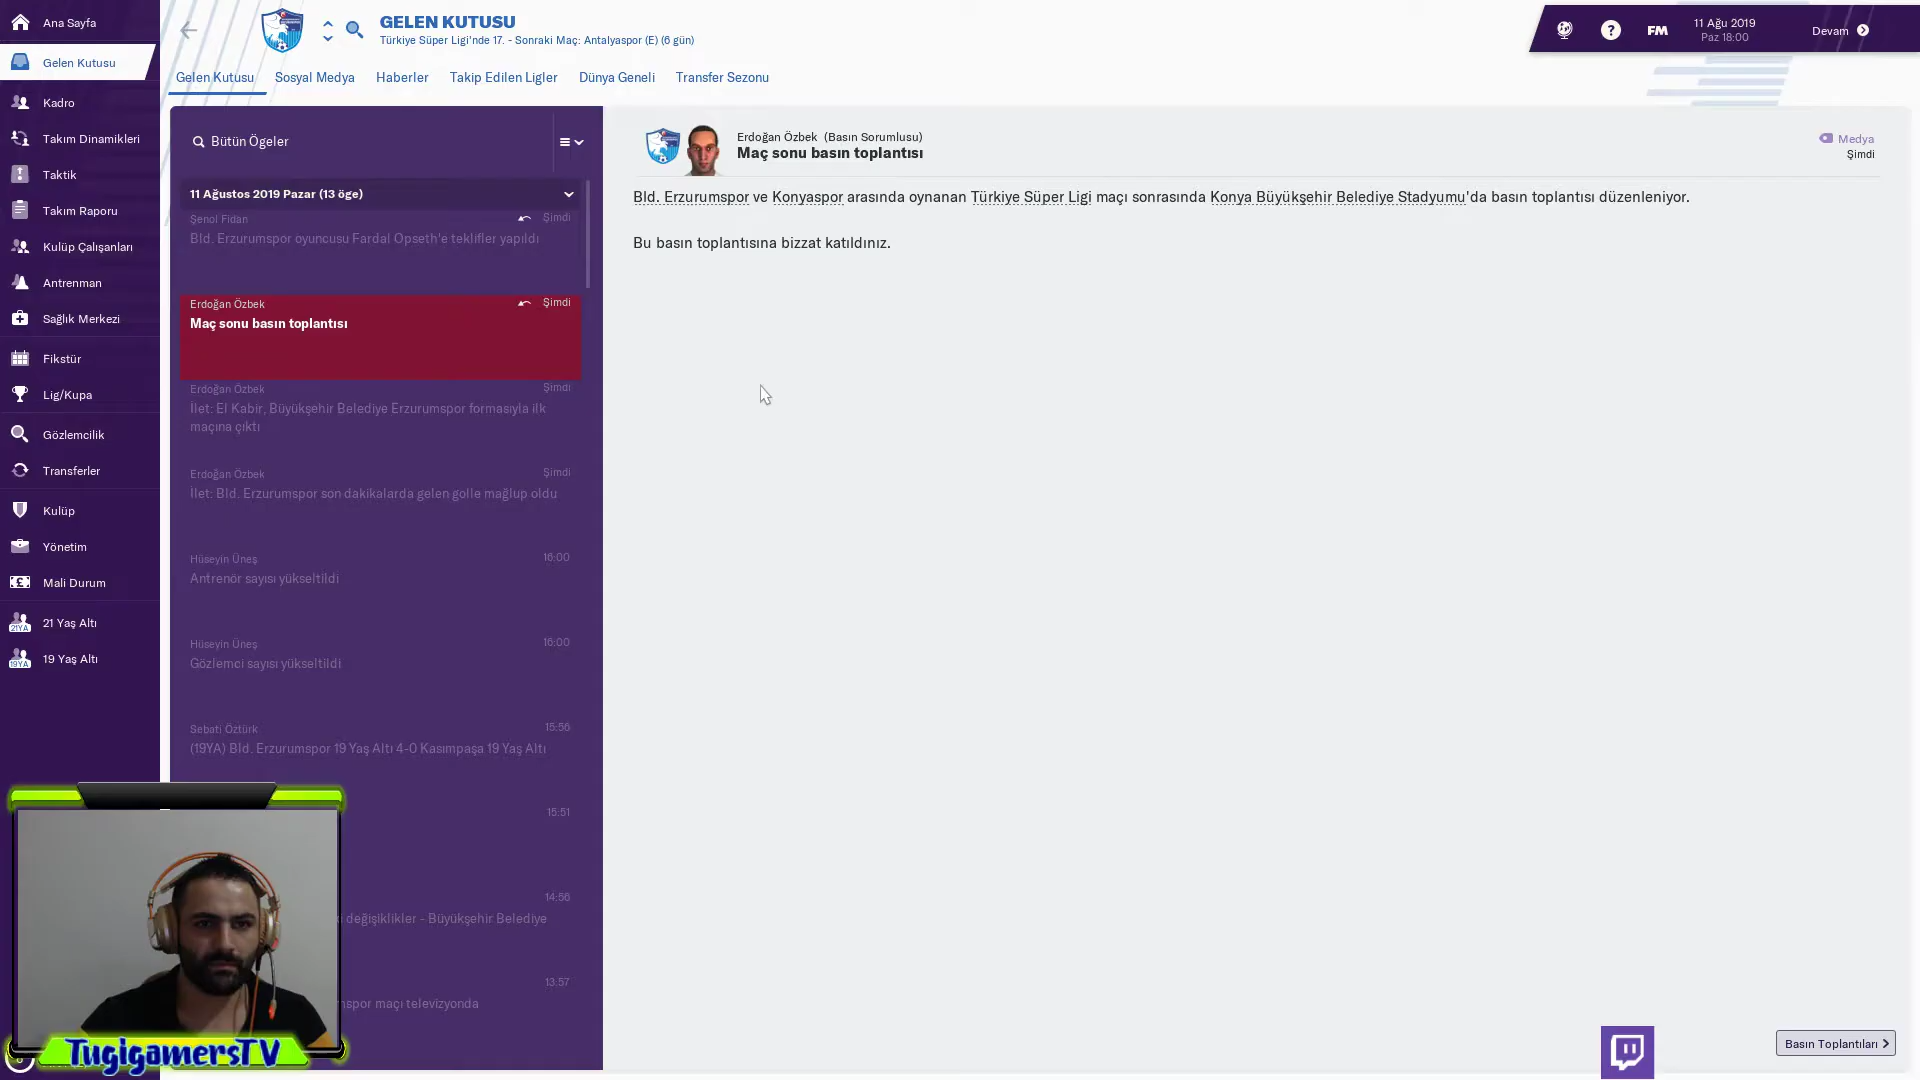 Ana Sayfa
Gelen Kutusu
Kadro
Takım Dinamikleri
Taktik
Takım Raporu
Kulüp Çalışanları
Antrenman
Sağlık Merkezi
Fikstür
Lig/Kupa
Gözlemcilik
Transferler
Kulüp
Yönetim
Mali Durum
21YA
21 Yaş Altı
19YA
19 Yaş Altı
GELEN KUTUSU
Türkiye Süper Ligi'nde 17. - Sonraki Maç: Antalyaspor (E) (6 gün)
FM
11 Ağu 2019
Paz 18:00
Devam
Gelen Kutusu
Sosyal Medya
Haberler
Takip Edilen Ligler
Dünya Geneli
Transfer Sezonu
Bütün Ögeler
11 Ağustos 2019 Pazar (13 öge)
Şenol Fidan
Şimdi
Bld. Erzurumspor oyuncusu Fardal Opseth'e teklifler yapıldı
Erdoğan Özbek
Şimdi
Maç sonu basın toplantısı
Erdoğan Özbek
Şimdi
İlet: El Kabir, Büyükşehir Belediye Erzurumspor formasıyla ilk
maçına çıktı
Erdoğan Özbek
Şimdi
İlet: Bld. Erzurumspor son dakikalarda gelen golle mağlup oldu
Hüseyin Üneş
16:00
Antrenör sayısı yükseltildi
Hüseyin Üneş
16:00
Gözlemci sayısı yükseltildi
Sebati Öztürk
15:56
(19YA) Bld. Erzurumspor 19 Yaş Altı 4-0 Kasımpaşa 19 Yaş Altı
15:51
14:56
değişiklikler - Büyükşehir Belediye
13:57
maçı televizyonda
Erdoğan Özbek (Basın Sorumlusu)
Maç sonu basın toplantısı
Medya
Şimdi
Bld. Erzurumspor ve Konyaspor arasında oynanan Türkiye Süper Ligi maçı sonrasında Konya Büyükşehir Belediye Stadyumu'da basın toplantısı düzenleniyor.
Bu basın toplantısına bizzat katıldınız.
Basın Toplantıları
TugigamersTV